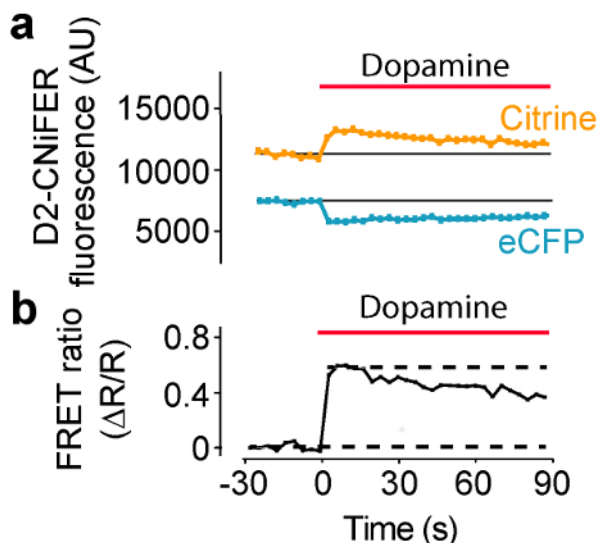 a
Dopamine
D2-CNiFER
fluorescence (AU)
15000
10000
5000
Citrine
eCFP
b
Dopamine
FRET ratio
(ΔR/R)
0.8
0.4
0
-30
0
30
60
90
Time (s)